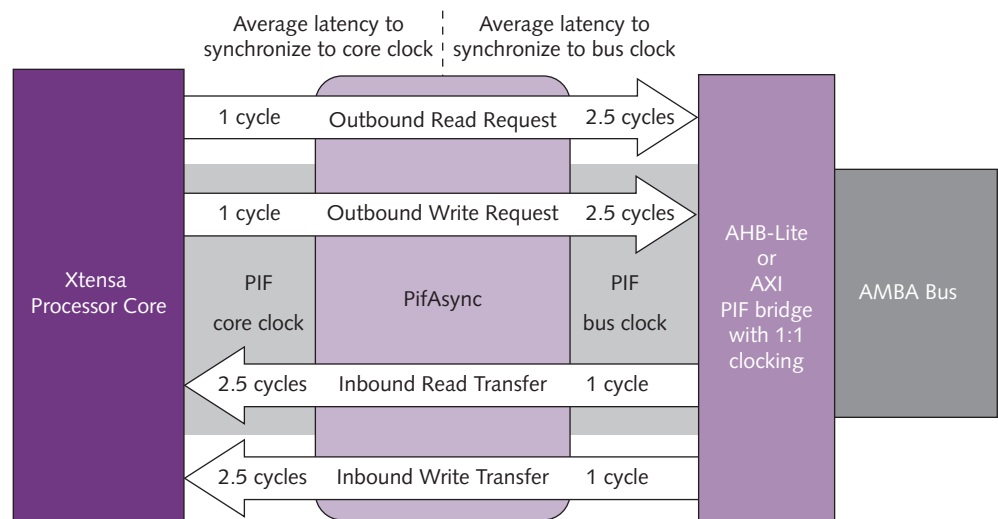 Average latency to
synchronize to core clock
Average latency to
synchronize to bus clock
1 cycle
Outbound Read Request
2.5 cycles
1 cycle
Outbound Write Request
2.5 cycles
Xtensa
Processor Core
PIF
core clock
PifAsync
PIF
bus clock
AHB-Lite
or
AXI
PIF bridge
with 1:1
clocking
AMBA Bus
2.5 cycles
Inbound Read Transfer
1 cycle
2.5 cycles
Inbound Write Transfer
1 cycle